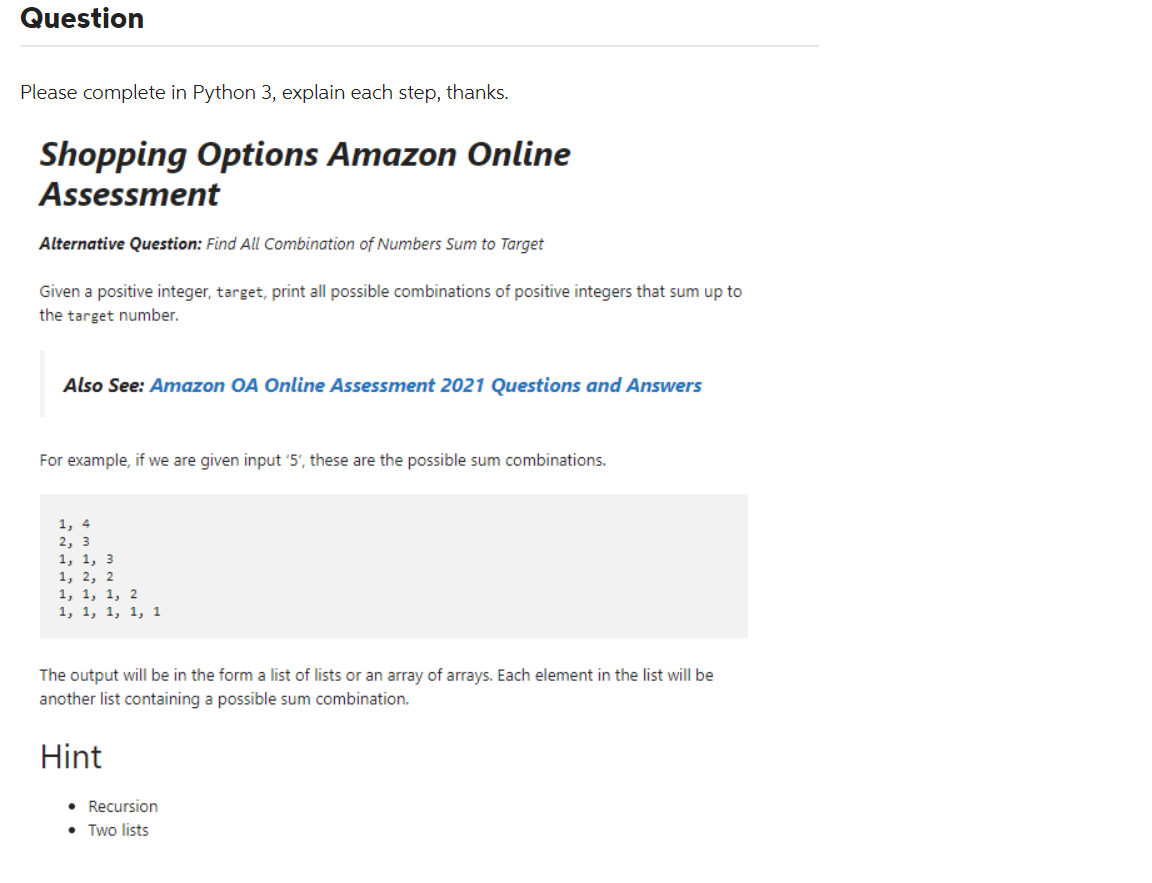 Question
Please complete in Python 3, explain each step, thanks.
Shopping Options Amazon Online
Assessment
Alternative Question: Find All Combination of Numbers Sum to Target
Given a positive integer, target, print all possible combinations of positive integers that sum up to
the target number.
Also See: Amazon OA Online Assessment 2021 Questions and Answers
For example, if we are given input ‘5’, these are the possible sum combinations.
1, 4
2, 3
1, 1, 3
1, 2, 2
1, 1, 1, 2
1, 1, 1, 1, 1
The output will be in the form a list of lists or an array of arrays. Each element in the list will be
another list containing a possible sum combination.
Hint
• Recursion
• Two lists